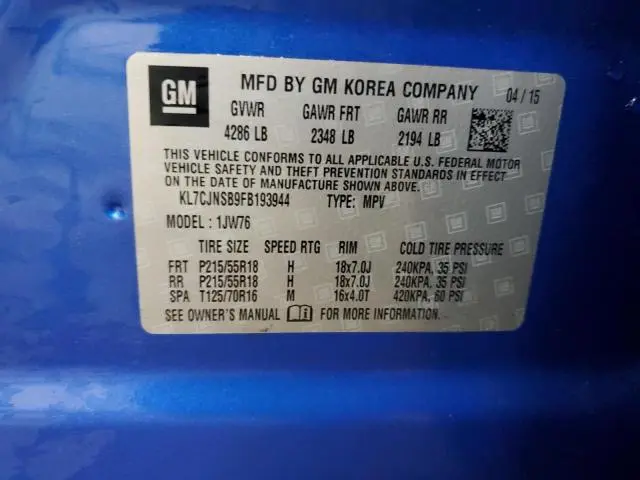 GM
MFD BY GM KOREA COMPANY 04 / 15
GVWR GAWR FRT GAWR RR
4286 LB 2348 LB 2194 LB
THIS VEHICLE CONFORMS TO ALL APPLICABLE U.S. FEDERAL MOTOR
VEHICLE SAFETY AND THEFT PREVENTION STANDARDS
DATE OF MANUFACTURE SHOWN ABOVE.
KL7CJNSB9FB193944 TYPE: MPV
MODEL : 1JW76
TIRE SIZE SPEED RTG RIM COLD TIRE PRESSURE
FRT P215/55R18 H 18x7.0J 240KPA, 35 PSI
RR P215/55R18 H 18x7.0J 240KPA, 35 PSI
SPA T125/70R16 M 16x4.0T 420KPA, 60 PSI
SEE OWNER'S MANUAL i FOR MORE INFORMATION.